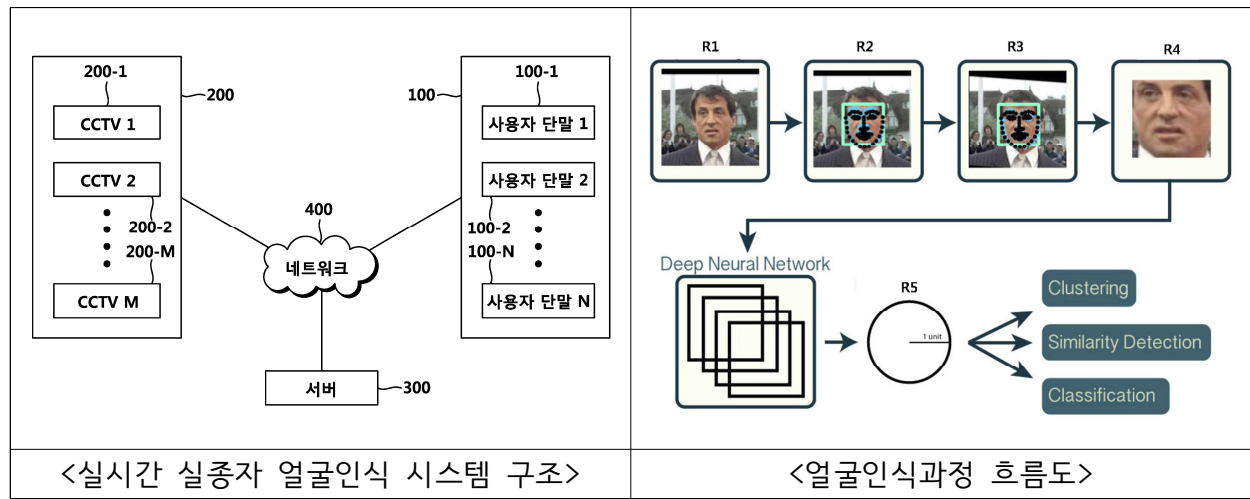 200-1
200
CCTV 1
CCTV 2
200-2
200-M
CCTV M
100-1
100
사용자 단말 1
사용자 단말 2
100-2
100-N
사용자 단말 N
400
네트워크
서버
300
<실시간 실종자 얼굴인식 시스템 구조>
R1
R2
R3
R4
Deep Neural Network
R5
1 unit
Clustering
Similarity Detection
Classification
<얼굴인식과정 흐름도>